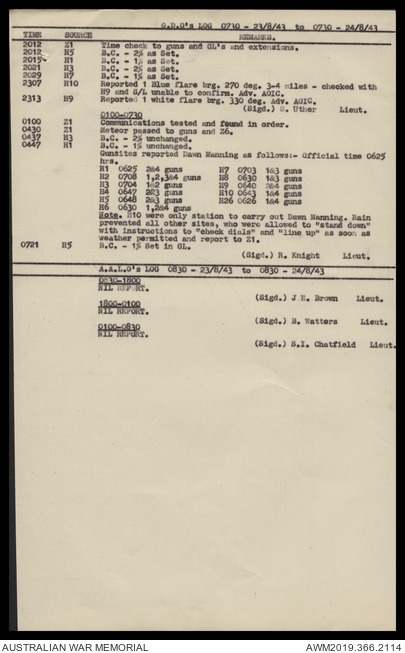 G.D.O's LOG 0730 - 23/8/43 to 0730 - 24/8/43
TIME SOURCE REMARKS.
2012 Z1 Time check to guns and GL's and extensions.
2012 H5 B.C. - 2% as Set.
2015 H1 B.C. - 1% as Set.
2021 H3 B.C. - 2% as Set.
2029 H7 B.C. - 1% as Set.
2307 H10 Reported 1 Blue flare brg. 270 deg. 3-4 miles - checked with
H9 and S/L unable to confirm. Adv. AOIC.
2313 H9 Reported 1 white flare brg. 330 deg. Adv. AOIC.
(Sigd.) S. Uther Lieut.
0100-0730
0100 Z1 Communications tested and found in order.
0430 Z1 Meteor passed to guns and Z6.
0437 H3 B.C. - 2% unchanged.
0447 H1 B.C. - 1% unchanged.
Gunsites reported Dawn Manning as follows:- Official time 0625
hrs.
H1 0625 2&4 guns H7 0703 1&3 guns
H2 0708 1,2,3&4 guns H8 0630 1&3 guns
H3 0704 1&2 guns H9 0640 2&4 guns
H4 0647 2&3 guns H10 0643 1&4 guns
H5 0648 2&3 guns H26 0626 1&4 guns
H6 0630 1,2&4 guns
Note. H10 were only station to carry out Dawn Manning. Rain
prevented all other sites, who were allowed to "stand down"
with instructions to "check dials" and "line up" as soon as
weather permitted and report to Z1.
0721 H5 B.C. - 1% Set in GL.
(Sigd.) R. Knight Lieut.
A.A.L.O's LOG 0830 - 23/8/43 to 0830 - 24/8/43
0830-1800
NIL REPORT.
(Sigd.) J E. Brown Lieut.
1800-0100
NIL REPORT.
(Sigd.) B. Watters Lieut.
0100-0830
NIL REPORT.
(Sigd.) S.I. Chatfield Lieut.
AUSTRALIAN WAR MEMORIAL AWM2019.366.2114